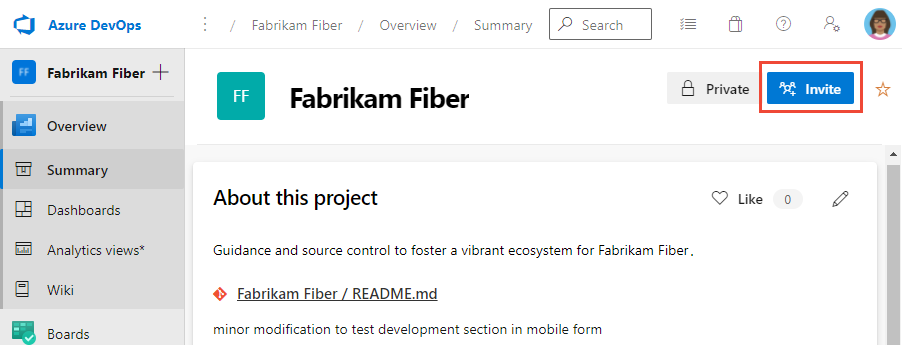 Azure DevOps / Fabrikam Fiber / Overview / Summary / Search
FF Fabrikam Fiber
FF Fabrikam Fiber Private Invite
Overview
Summary
Dashboards
Analytics views*
Wiki
Boards
About this project Like 0
Guidance and source control to foster a vibrant ecosystem for Fabrikam Fiber.
Fabrikam Fiber / README.md
minor modification to test development section in mobile form